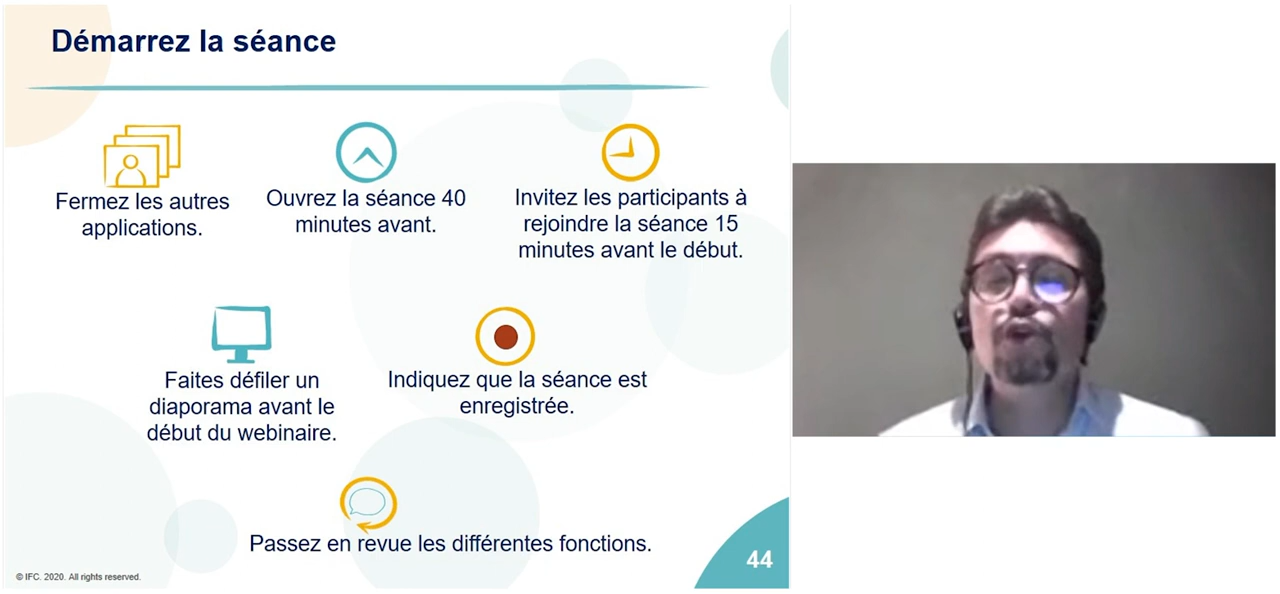 Démarrez la séance
Fermez les autres
applications.
Ouvrez la séance 40
minutes avant.
Invitez les participants à
rejoindre la séance 15
minutes avant le début.
Faites défiler un
diaporama avant le
début du webinaire.
Indiquez que la séance est
enregistrée.
Passez en revue les différentes fonctions.
© IFC. 2020. All rights reserved.
44